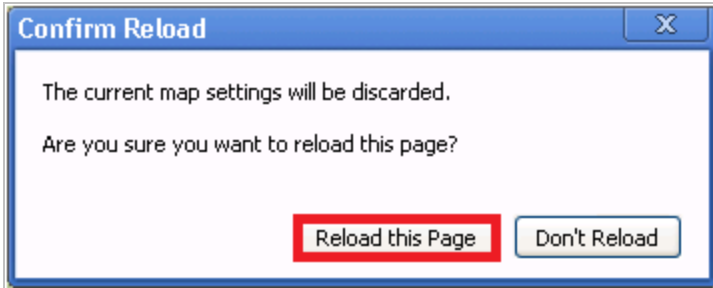 Confirm Reload
The current map settings will be discarded.
Are you sure you want to reload this page?
Reload this Page
Don't Reload